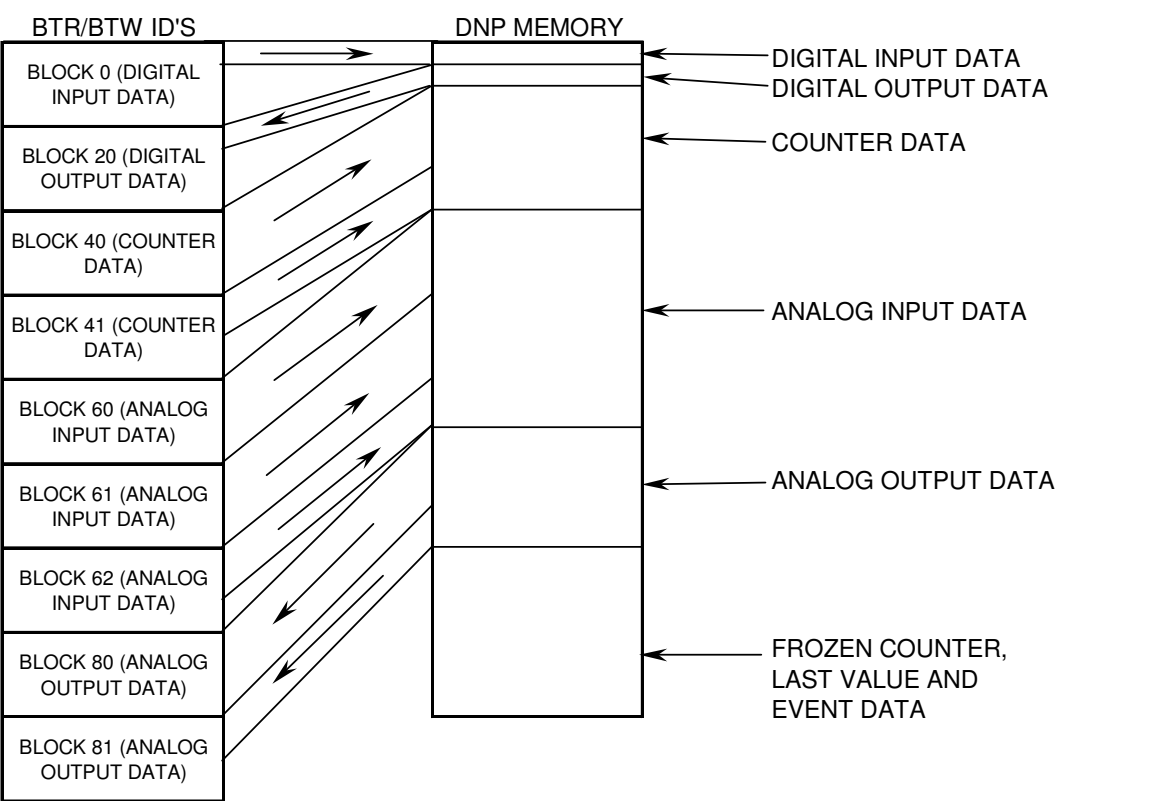 BTR/BTW ID'S
BLOCK 0 (DIGITAL
INPUT DATA)
BLOCK 20 (DIGITAL
OUTPUT DATA)
BLOCK 40 (COUNTER
DATA)
BLOCK 41 (COUNTER
DATA)
BLOCK 60 (ANALOG
INPUT DATA)
BLOCK 61 (ANALOG
INPUT DATA)
BLOCK 62 (ANALOG
INPUT DATA)
BLOCK 80 (ANALOG
OUTPUT DATA)
BLOCK 81 (ANALOG
OUTPUT DATA)
DNP MEMORY
DIGITAL INPUT DATA
DIGITAL OUTPUT DATA
COUNTER DATA
ANALOG INPUT DATA
ANALOG OUTPUT DATA
FROZEN COUNTER,
LAST VALUE AND
EVENT DATA